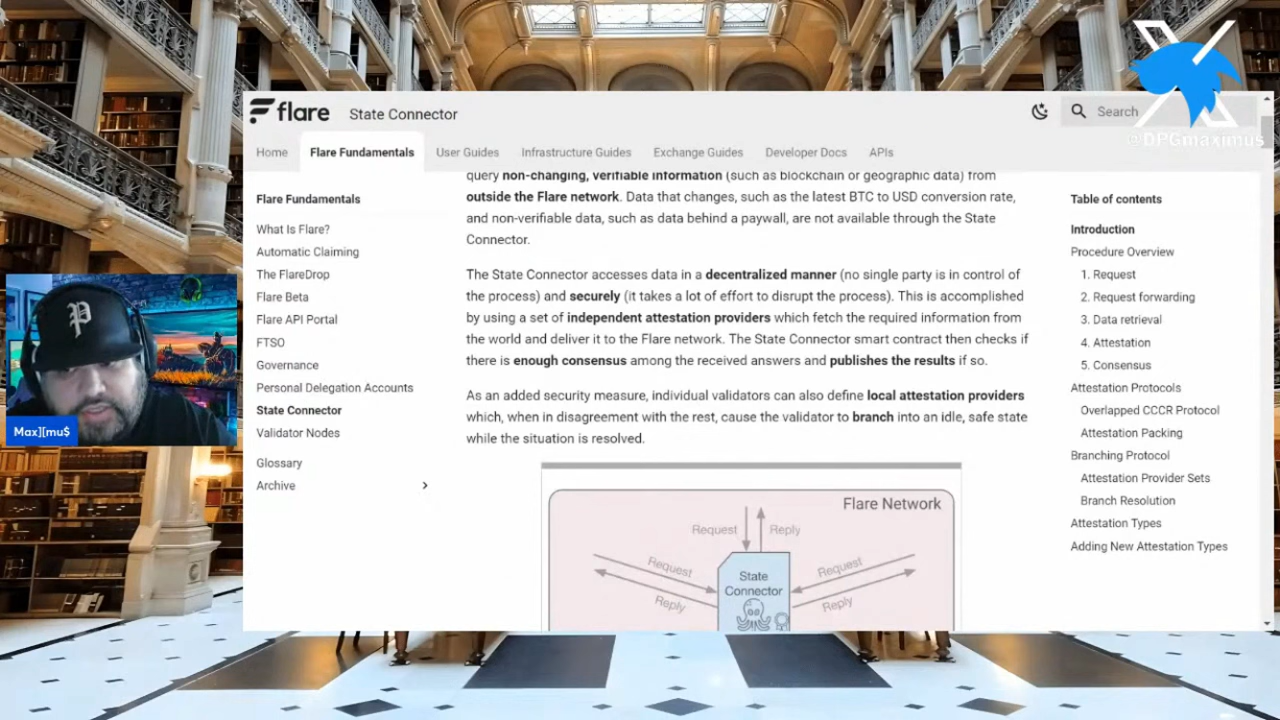 flare State Connector Search
@DPGmaximus
Home Flare Fundamentals User Guides Infrastructure Guides Exchange Guides Developer Docs APIs
Flare Fundamentals
What Is Flare?
Automatic Claiming
The FlareDrop
Flare Beta
Flare API Portal
FTSO
Governance
Personal Delegation Accounts
State Connector
Validator Nodes
Glossary
Archive
query non-changing, verifiable information (such as blockchain or geographic data) from
outside the Flare network. Data that changes, such as the latest BTC to USD conversion rate,
and non-verifiable data, such as data behind a paywall, are not available through the State
Connector.
The State Connector accesses data in a decentralized manner (no single party is in control of
the process) and securely (it takes a lot of effort to disrupt the process). This is accomplished
by using a set of independent attestation providers which fetch the required information from
the world and deliver it to the Flare network. The State Connector smart contract then checks if
there is enough consensus among the received answers and publishes the results if so.
As an added security measure, individual validators can also define local attestation providers
which, when in disagreement with the rest, cause the validator to branch into an idle, safe state
while the situation is resolved.
Flare Network
Request Reply
Request Request
State
Connector
Reply Reply
Table of contents
Introduction
Procedure Overview
1. Request
2. Request forwarding
3. Data retrieval
4. Attestation
5. Consensus
Attestation Protocols
Overlapped CCCR Protocol
Attestation Packing
Branching Protocol
Attestation Provider Sets
Branch Resolution
Attestation Types
Adding New Attestation Types
P
Max][mu$